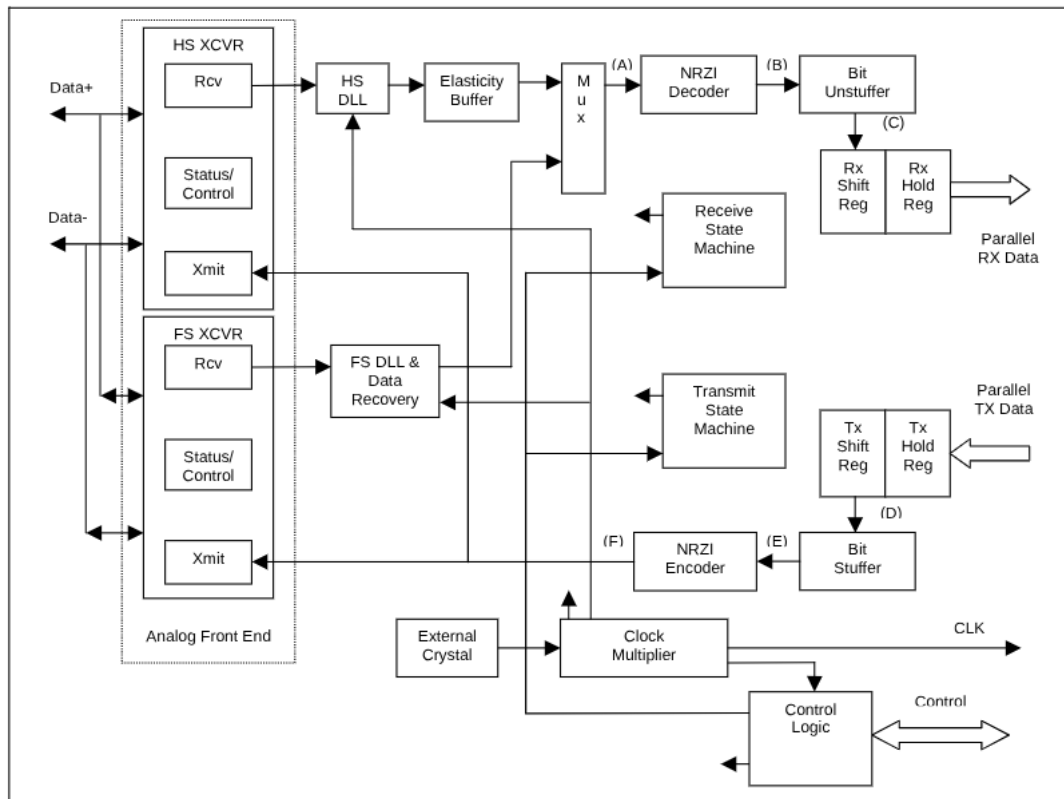 HS XCVR
Rcv
Status/
Control
Xmit
Data+
Data-
HS
DLL
Elasticity
Buffer
M
u
x
(A)
NRZI
Decoder
(B)
Bit
Unstuffer
(C)
Rx
Shift
Reg
Rx
Hold
Reg
Parallel
RX Data
Receive
State
Machine
FS XCVR
Rcv
Status/
Control
Xmit
Analog Front End
FS DLL &
Data
Recovery
Transmit
State
Machine
Parallel
TX Data
Tx
Shift
Reg
Tx
Hold
Reg
(D)
Bit
Stuffer
(E)
NRZI
Encoder
(F)
External
Crystal
Clock
Multiplier
CLK
Control
Logic
Control